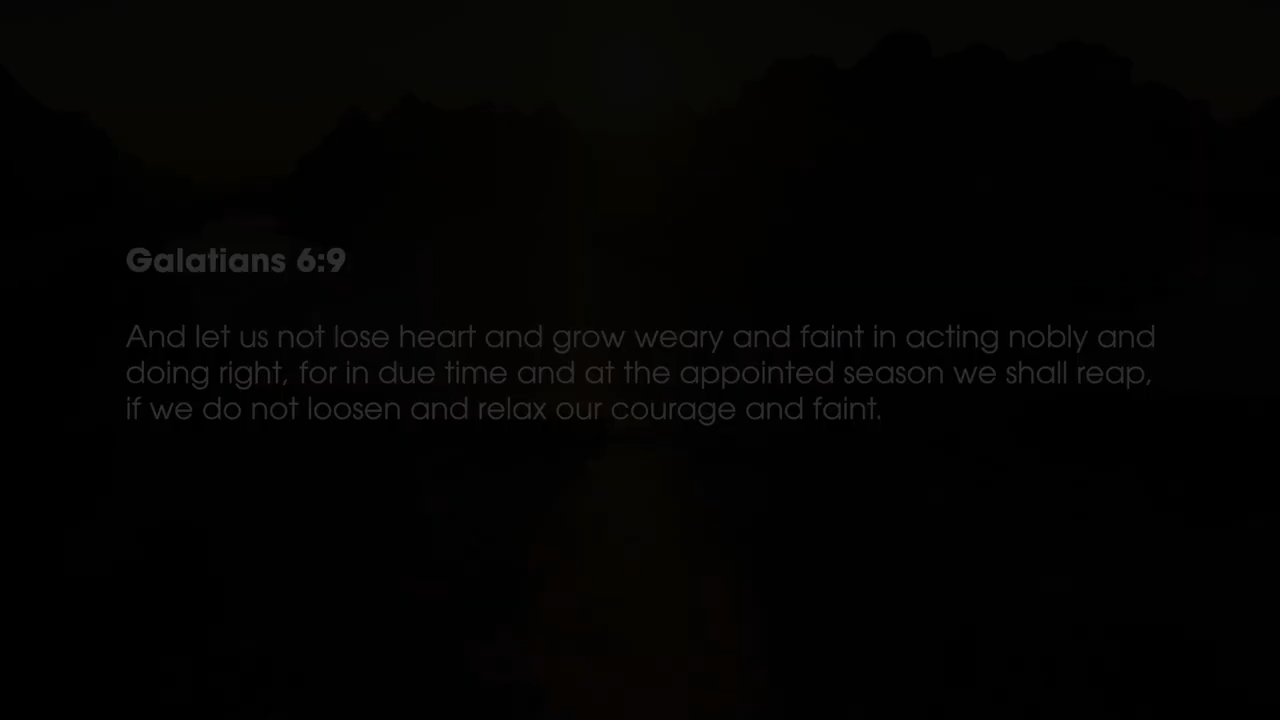 Galatians 6:9
And let us not lose heart and grow weary and faint in acting nobly and
doing right, for in due time and at the appointed season we shall reap,
if we do not loosen and relax our courage and faint.